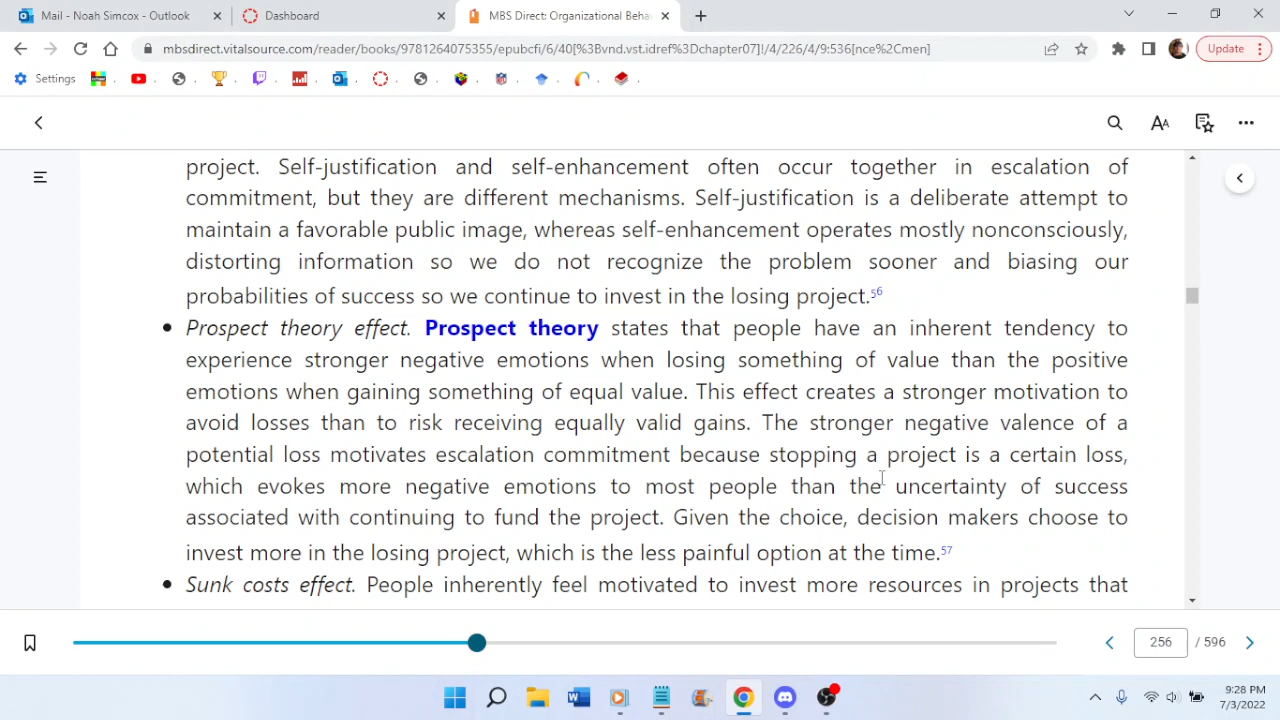 Mail - Noah Simcox - Outlook
Dashboard
MBS Direct: Organizational Beha
mbsdirect.vitalsource.com/reader/books/9781264075355/epubcfi/6/40[%3Bvnd.vst.idref%3Dchapter07]!/4/226/4/9:536[nce%2Cmen]
Update
Settings
project. Self-justification and self-enhancement often occur together in escalation of
commitment, but they are different mechanisms. Self-justification is a deliberate attempt to
maintain a favorable public image, whereas self-enhancement operates mostly nonconsciously,
distorting information so we do not recognize the problem sooner and biasing our
probabilities of success so we continue to invest in the losing project.56
• Prospect theory effect. Prospect theory states that people have an inherent tendency to
experience stronger negative emotions when losing something of value than the positive
emotions when gaining something of equal value. This effect creates a stronger motivation to
avoid losses than to risk receiving equally valid gains. The stronger negative valence of a
potential loss motivates escalation commitment because stopping a project is a certain loss,
which evokes more negative emotions to most people than the uncertainty of success
associated with continuing to fund the project. Given the choice, decision makers choose to
invest more in the losing project, which is the less painful option at the time.57
• Sunk costs effect. People inherently feel motivated to invest more resources in projects that
256 / 596
9:28 PM
7/3/2022